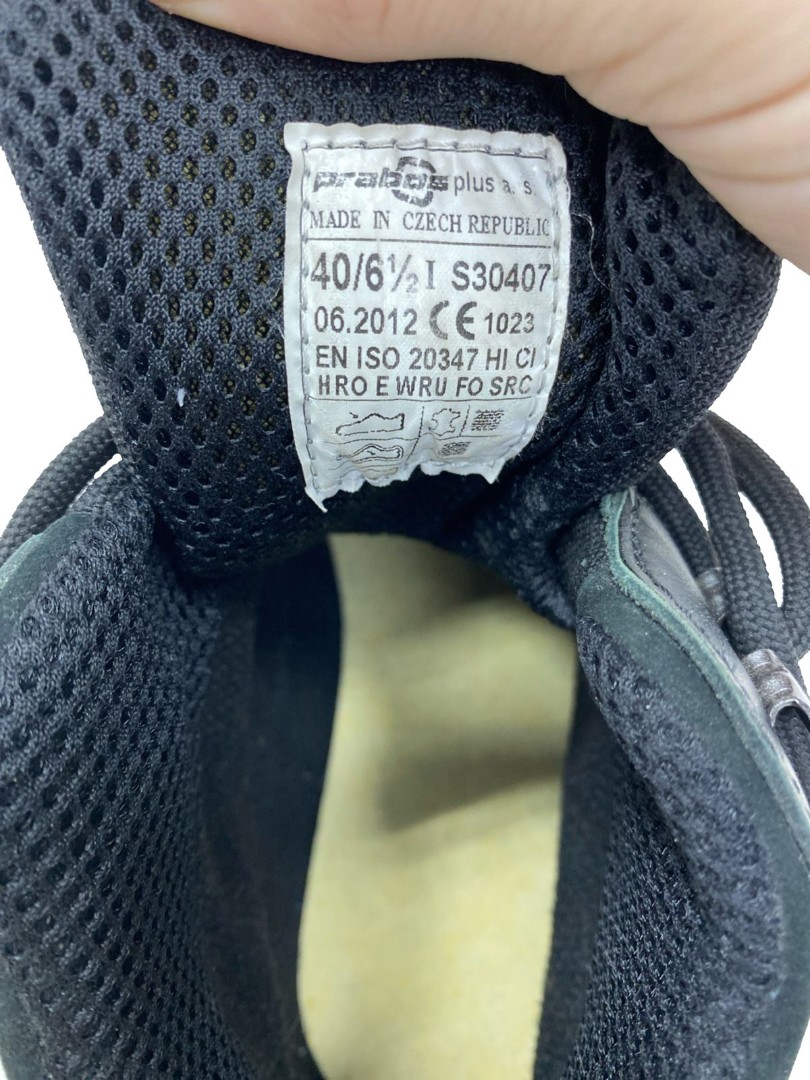 prabos plus a. s.
MADE IN CZECH REPUBLIC
40/6½ I S30407
06.2012 CE 1023
EN ISO 20347 HI CI
HRO E WRU FO SRC